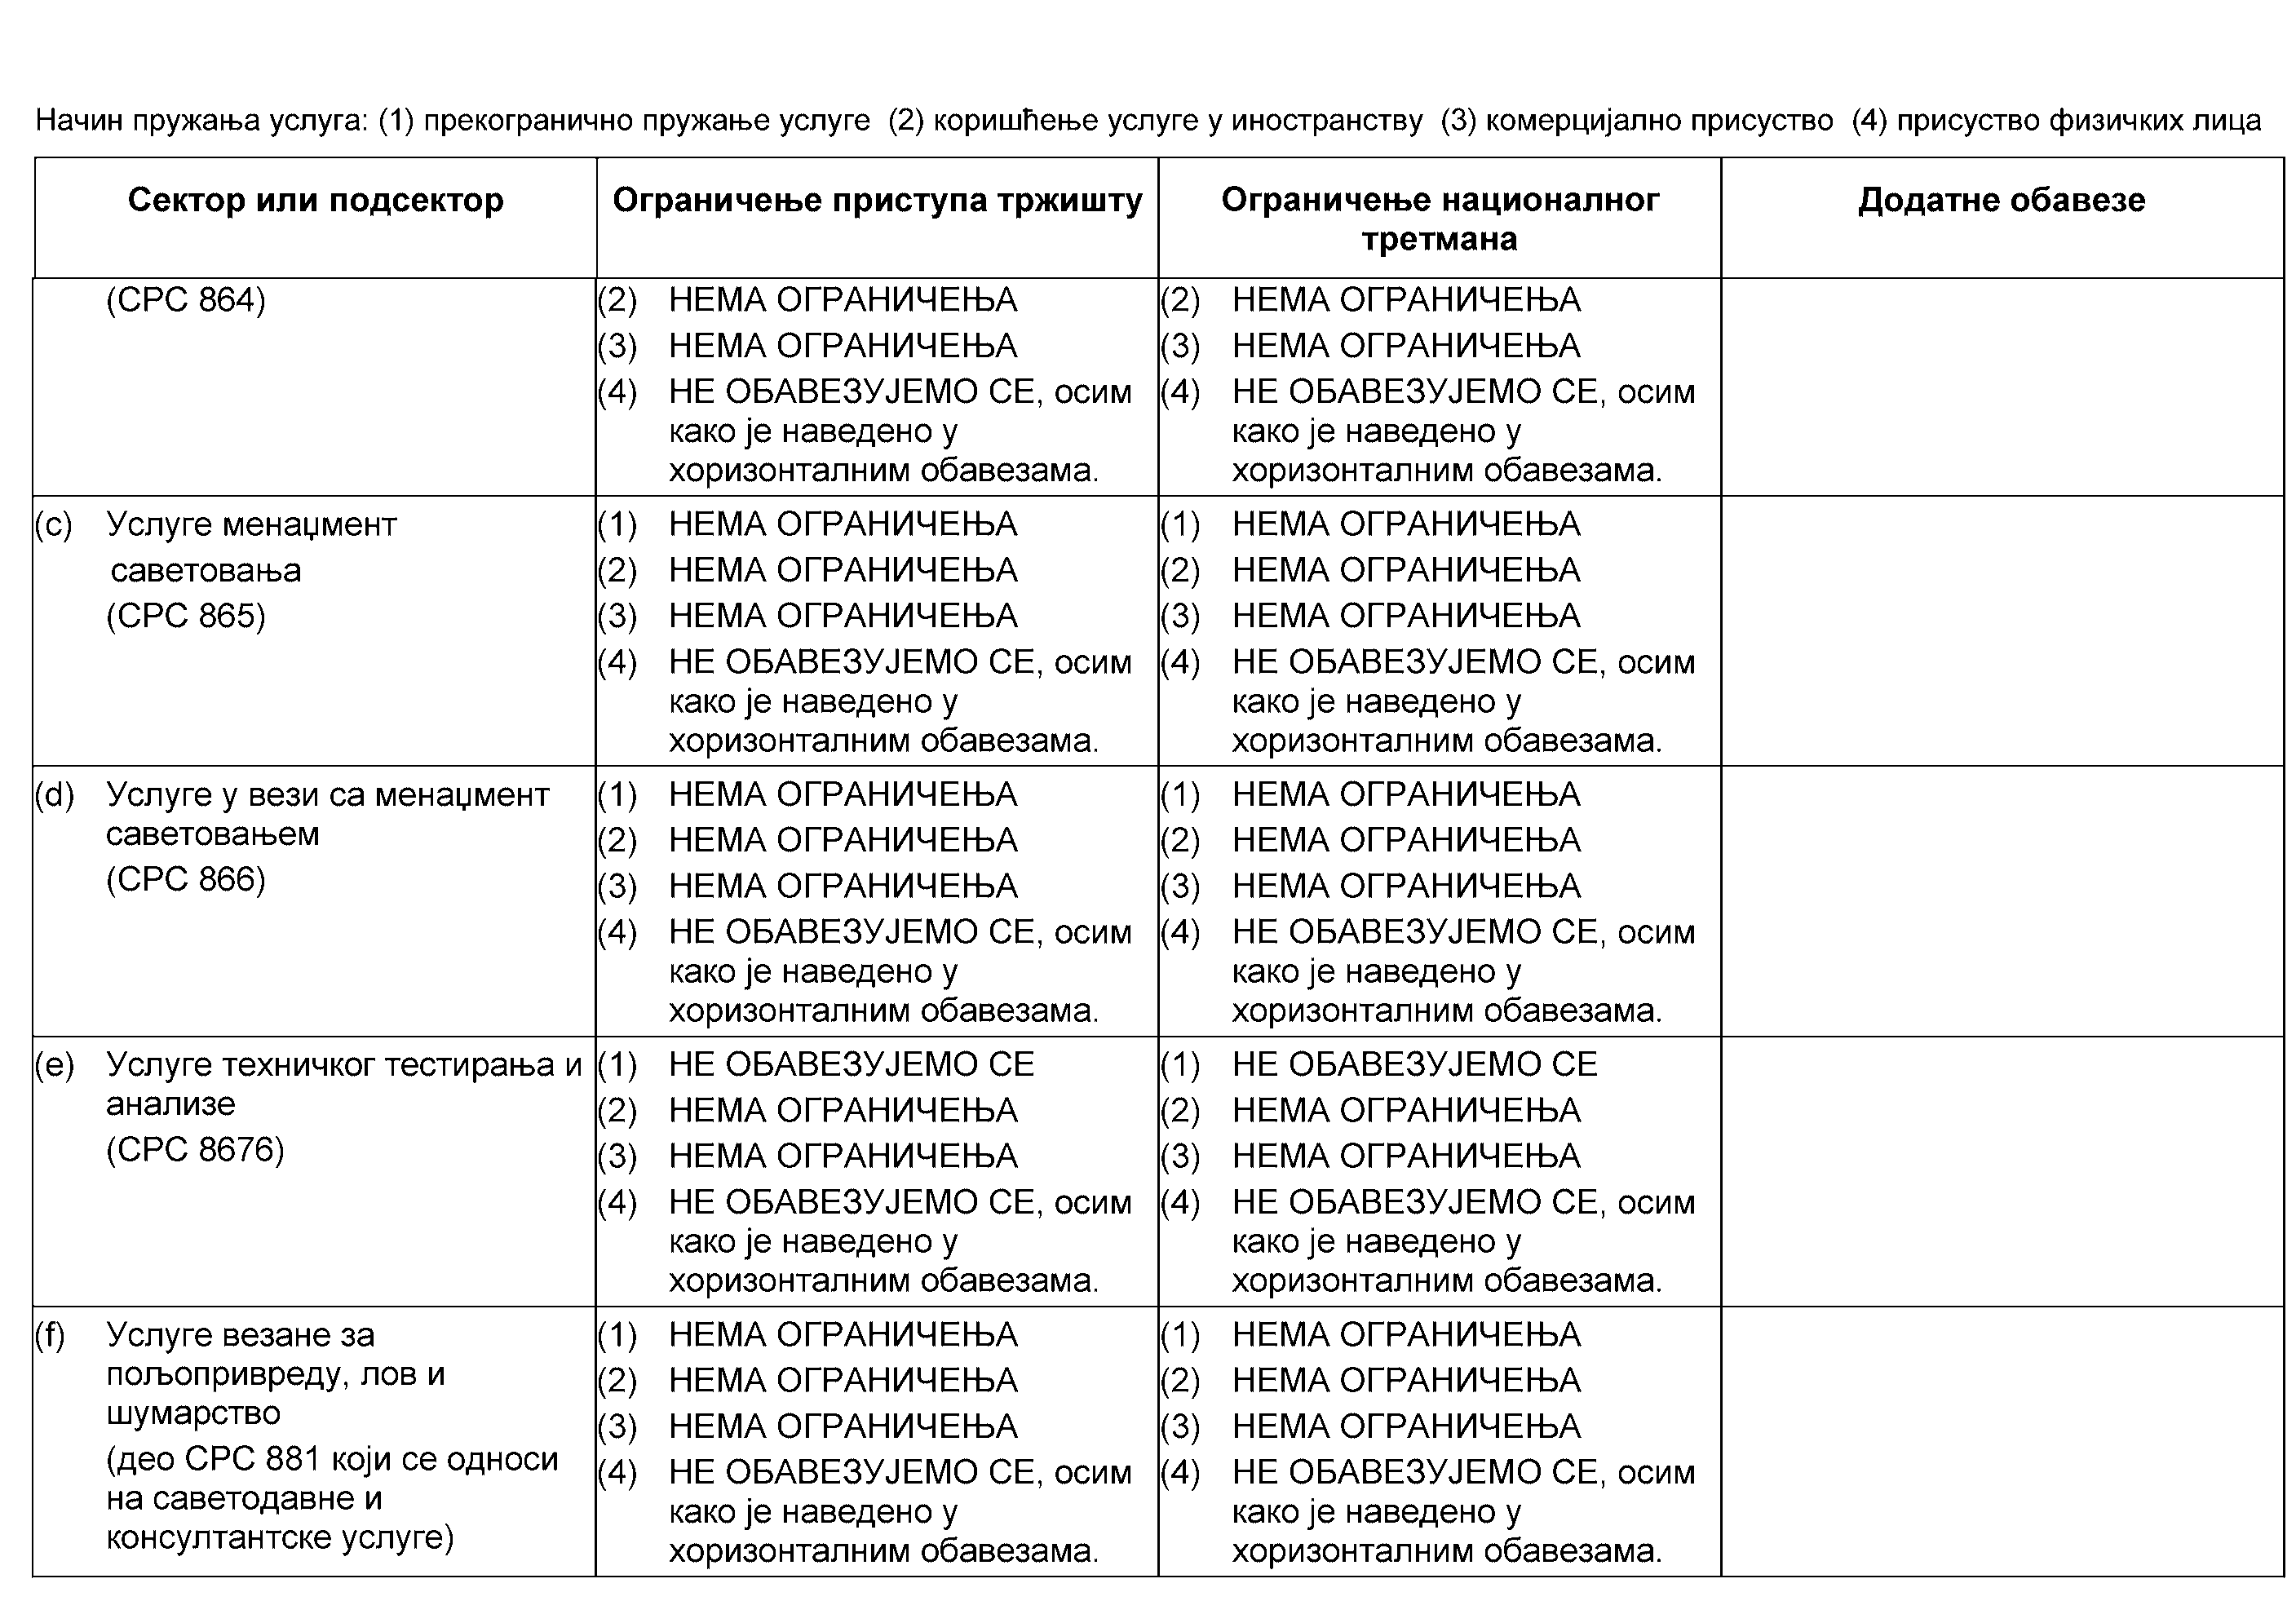 Начин пружања услуга: (1) прекогранично пружање услуге (2) коришћење услуге у иностранству (3) комерцијално присуство (4) присуство физичких лица
Сектор или подсектор
Ограничење приступа тржишту
Ограничење националног
третмана
Додатне обавезе
(CPC 864)
(2) НЕМА ОГРАНИЧЕЊА
(3) НЕМА ОГРАНИЧЕЊА
(4) НЕ ОБАВЕЗУЈЕМО СЕ, осим
како је наведено у
хоризонталним обавезама.
(2) НЕМА ОГРАНИЧЕЊА
(3) НЕМА ОГРАНИЧЕЊА
(4) НЕ ОБАВЕЗУЈЕМО СЕ, осим
како је наведено у
хоризонталним обавезама.
(c) Услуге менаџмент
саветовања
(CPC 865)
(1) НЕМА ОГРАНИЧЕЊА
(2) НЕМА ОГРАНИЧЕЊА
(3) НЕМА ОГРАНИЧЕЊА
(4) НЕ ОБАВЕЗУЈЕМО СЕ, осим
како је наведено у
хоризонталним обавезама.
(1) НЕМА ОГРАНИЧЕЊА
(2) НЕМА ОГРАНИЧЕЊА
(3) НЕМА ОГРАНИЧЕЊА
(4) НЕ ОБАВЕЗУЈЕМО СЕ, осим
како је наведено у
хоризонталним обавезама.
(d) Услуге у вези са менаџмент
саветовањем
(CPC 866)
(1) НЕМА ОГРАНИЧЕЊА
(2) НЕМА ОГРАНИЧЕЊА
(3) НЕМА ОГРАНИЧЕЊА
(4) НЕ ОБАВЕЗУЈЕМО СЕ, осим
како је наведено у
хоризонталним обавезама.
(1) НЕМА ОГРАНИЧЕЊА
(2) НЕМА ОГРАНИЧЕЊА
(3) НЕМА ОГРАНИЧЕЊА
(4) НЕ ОБАВЕЗУЈЕМО СЕ, осим
како је наведено у
хоризонталним обавезама.
(e) Услуге техничког тестирања и
анализе
(CPC 8676)
(1) НЕ ОБАВЕЗУЈЕМО СЕ
(2) НЕМА ОГРАНИЧЕЊА
(3) НЕМА ОГРАНИЧЕЊА
(4) НЕ ОБАВЕЗУЈЕМО СЕ, осим
како је наведено у
хоризонталним обавезама.
(1) НЕ ОБАВЕЗУЈЕМО СЕ
(2) НЕМА ОГРАНИЧЕЊА
(3) НЕМА ОГРАНИЧЕЊА
(4) НЕ ОБАВЕЗУЈЕМО СЕ, осим
како је наведено у
хоризонталним обавезама.
(f) Услуге везане за
пољопривреду, лов и
шумарство
(део CPC 881 који се односи
на саветодавне и
консултантске услуге)
(1) НЕМА ОГРАНИЧЕЊА
(2) НЕМА ОГРАНИЧЕЊА
(3) НЕМА ОГРАНИЧЕЊА
(4) НЕ ОБАВЕЗУЈЕМО СЕ, осим
како је наведено у
хоризонталним обавезама.
(1) НЕМА ОГРАНИЧЕЊА
(2) НЕМА ОГРАНИЧЕЊА
(3) НЕМА ОГРАНИЧЕЊА
(4) НЕ ОБАВЕЗУЈЕМО СЕ, осим
како је наведено у
хоризонталним обавезама.